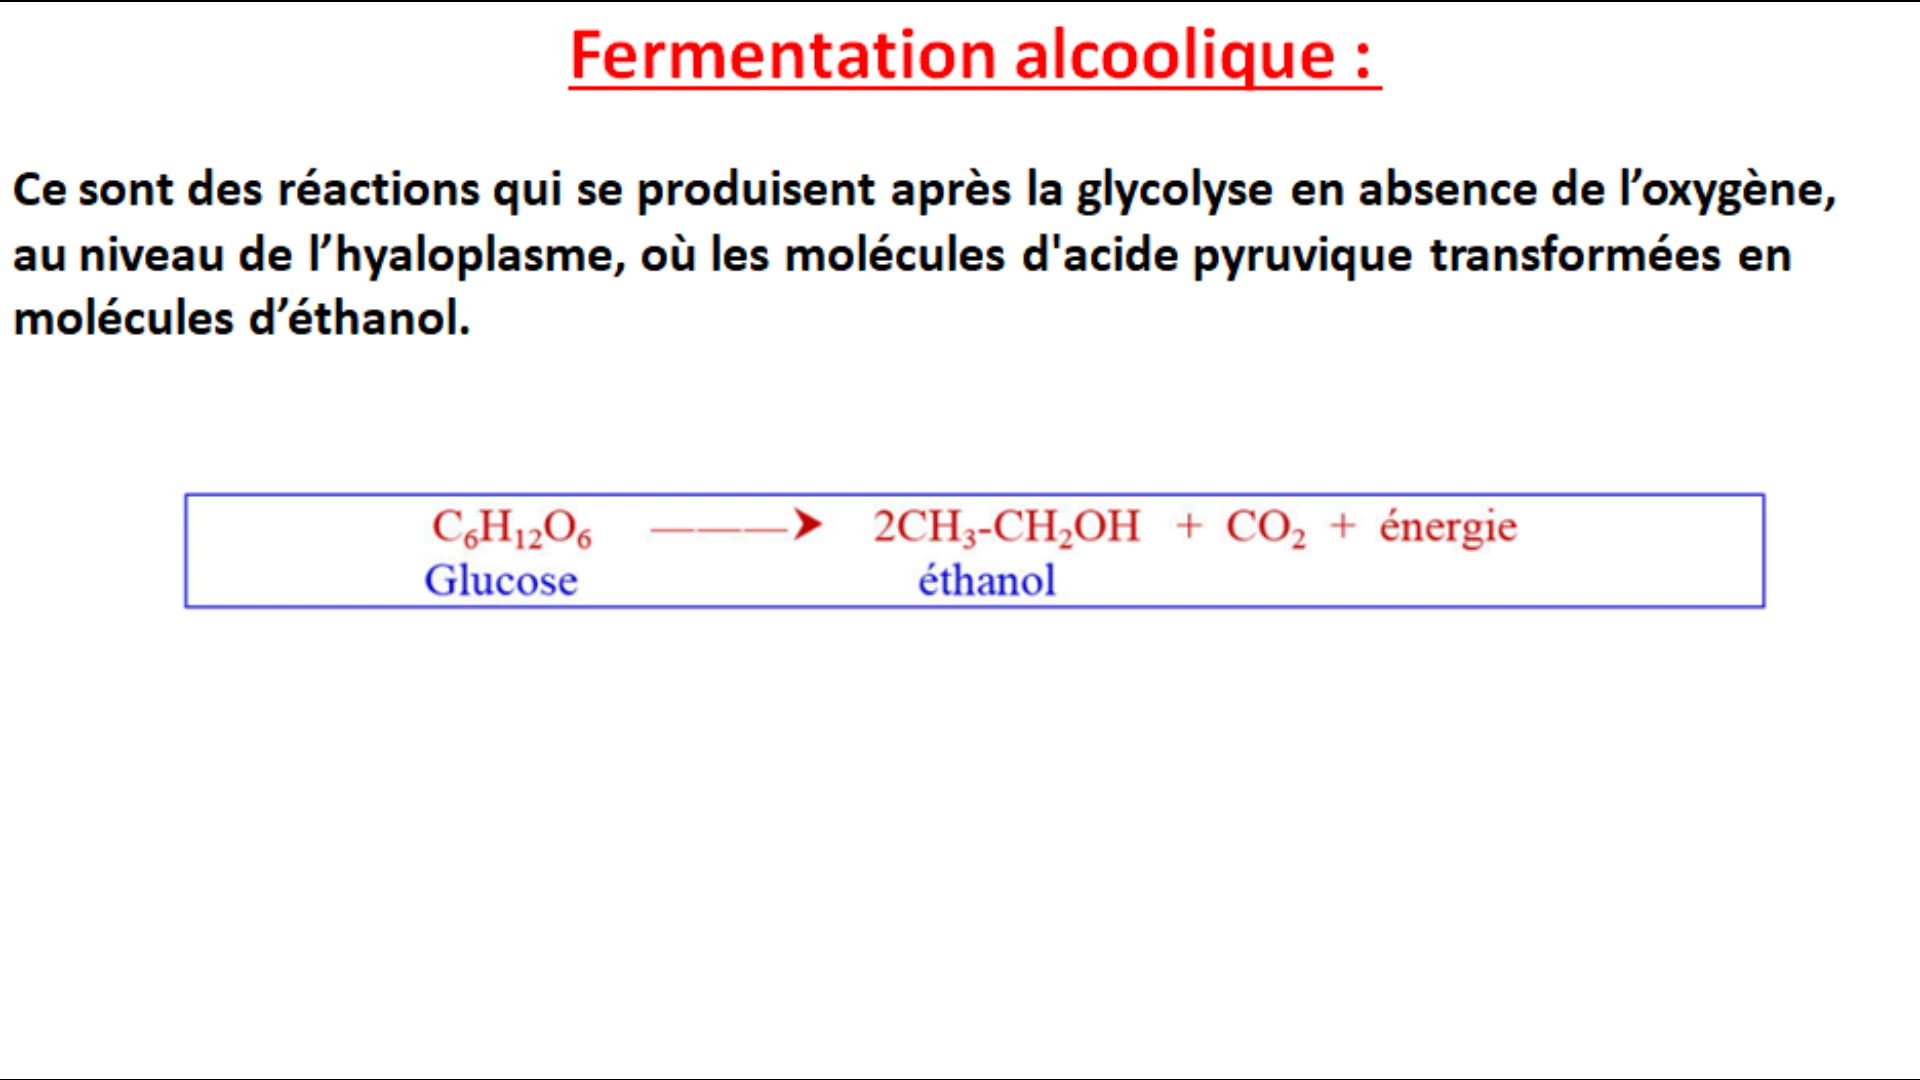 Fermentation alcoolique :
Ce sont des réactions qui se produisent après la glycolyse en absence de l’oxygène,
au niveau de l’hyaloplasme, où les molécules d'acide pyruvique transformées en
molécules d’éthanol.
C₆H₁₂O₆ ———➤ 2CH₃-CH₂OH + CO₂ + énergie
Glucose éthanol